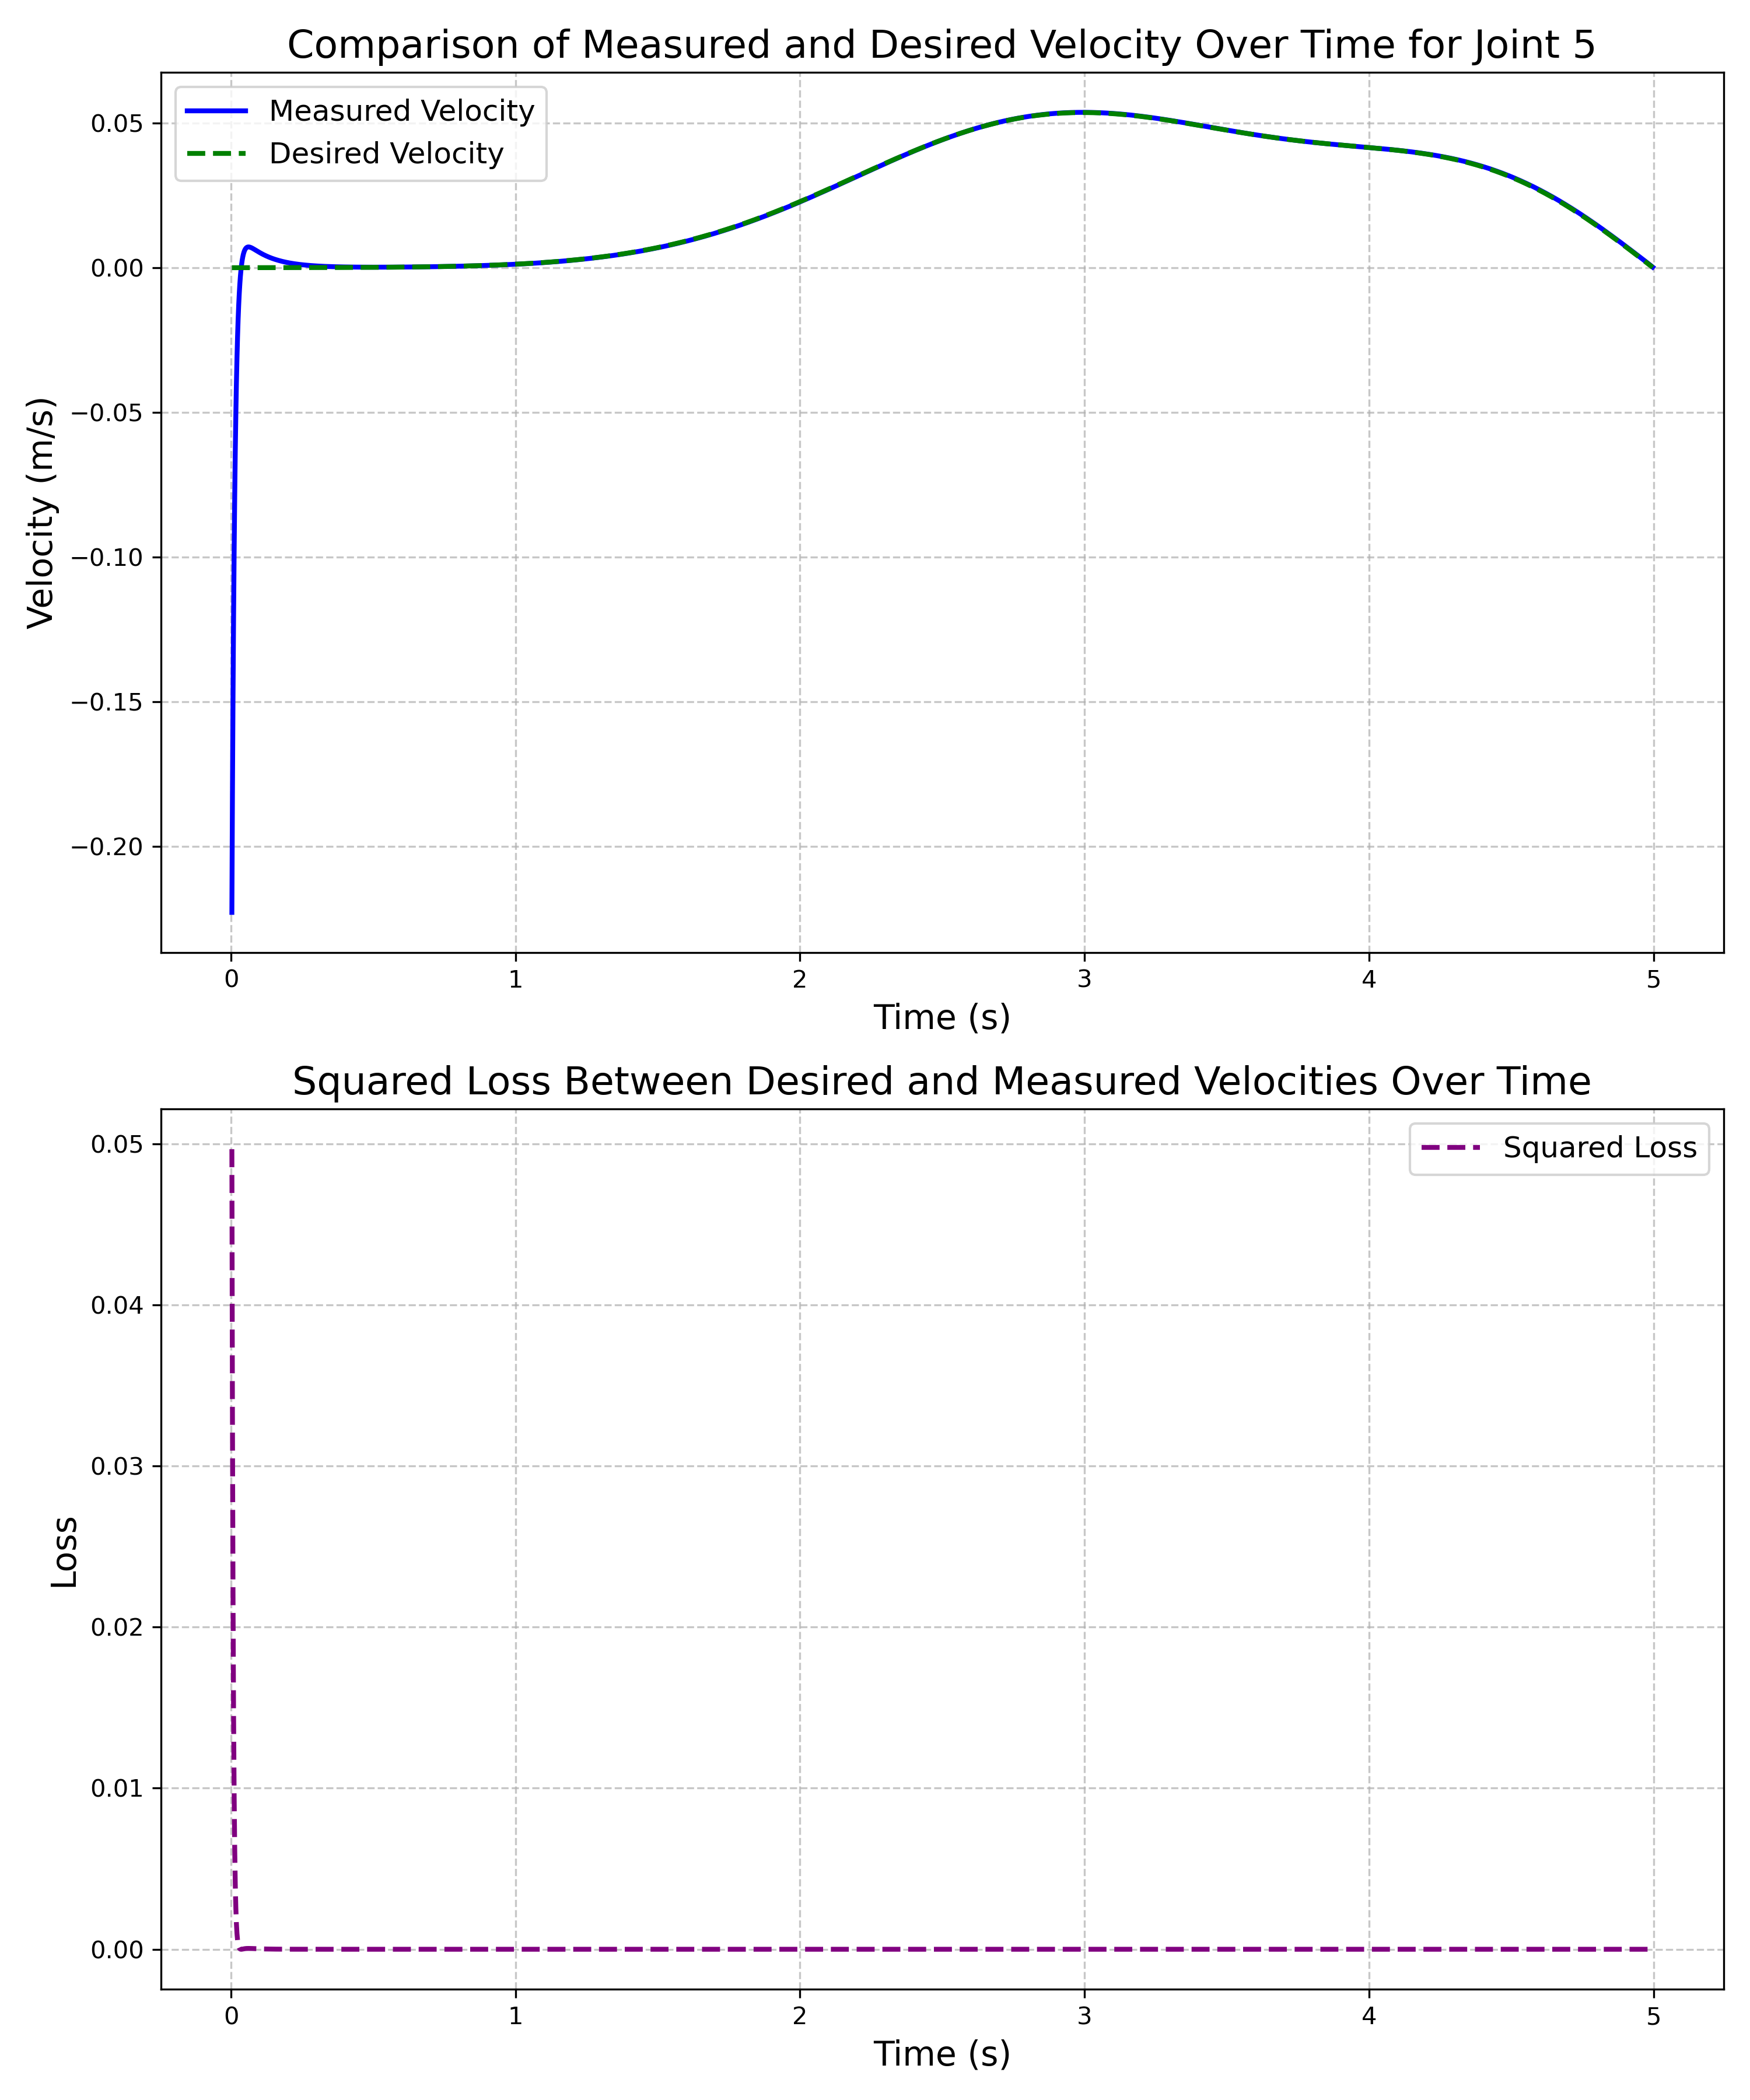 Comparison of Measured and Desired Velocity Over Time for Joint 5
Measured Velocity
Desired Velocity
0.05
0.00
−0.05
−0.10
−0.15
−0.20
Velocity (m/s)
0 1 2 3 4 5
Time (s)
Squared Loss Between Desired and Measured Velocities Over Time
Squared Loss
0.05
0.04
0.03
0.02
0.01
0.00
Loss
0 1 2 3 4 5
Time (s)